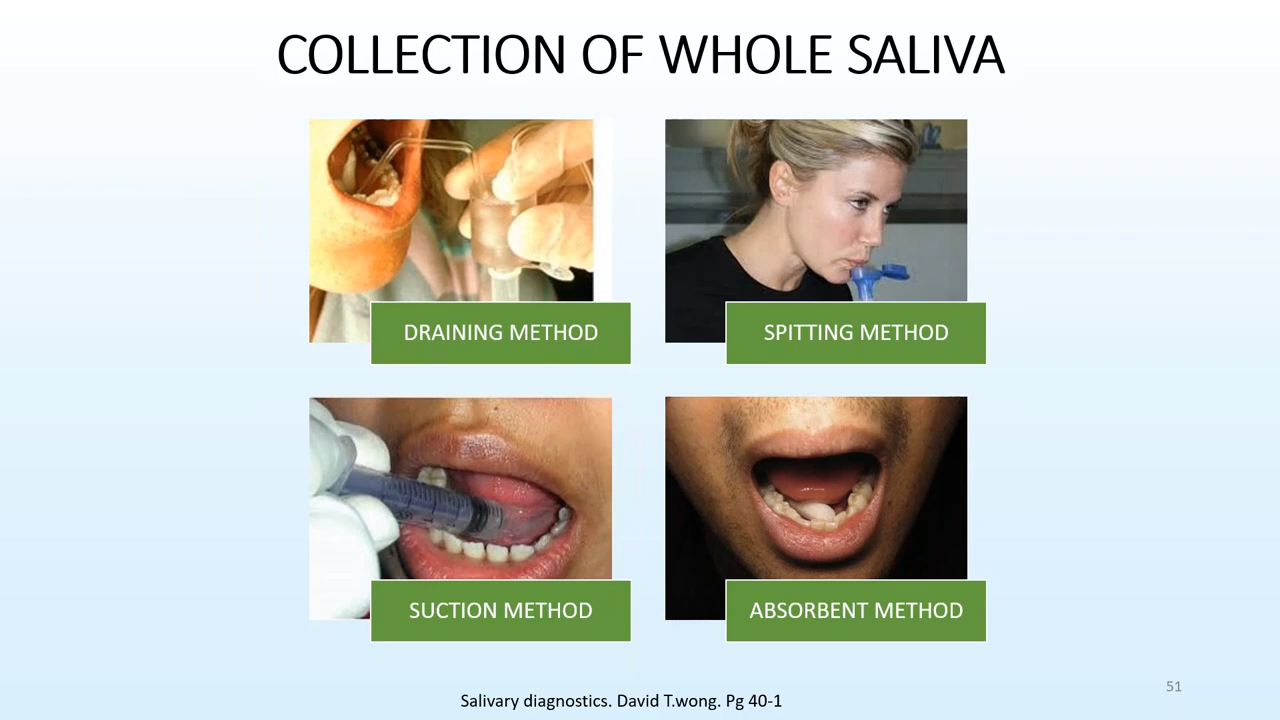 COLLECTION OF WHOLE SALIVA
DRAINING METHOD
SPITTING METHOD
SUCTION METHOD
ABSORBENT METHOD
Salivary diagnostics. David T.wong. Pg 40-1
51